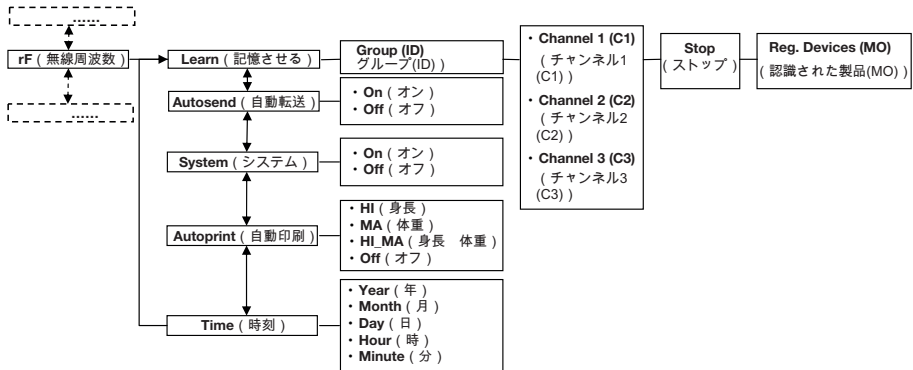 ......
rF ( 無線周波数 )
......
Learn ( 記憶させる )
Group (ID)
グループ(ID) )
・Channel 1 (C1)
( チャンネル1
(C1) )
・Channel 2 (C2)
( チャンネル2
(C2) )
・Channel 3 (C3)
( チャンネル3
(C3) )
Stop
( ストップ )
Reg. Devices (MO)
( 認識された製品(MO) )
Autosend ( 自動転送 )
・On ( オン )
・Off ( オフ )
System ( システム )
・On ( オン )
・Off ( オフ )
Autoprint ( 自動印刷 )
・HI ( 身長 )
・MA ( 体重 )
・HI_MA ( 身長　体重 )
・Off ( オフ )
Time ( 時刻 )
・Year ( 年 )
・Month ( 月 )
・Day ( 日 )
・Hour ( 時 )
・Minute ( 分 )